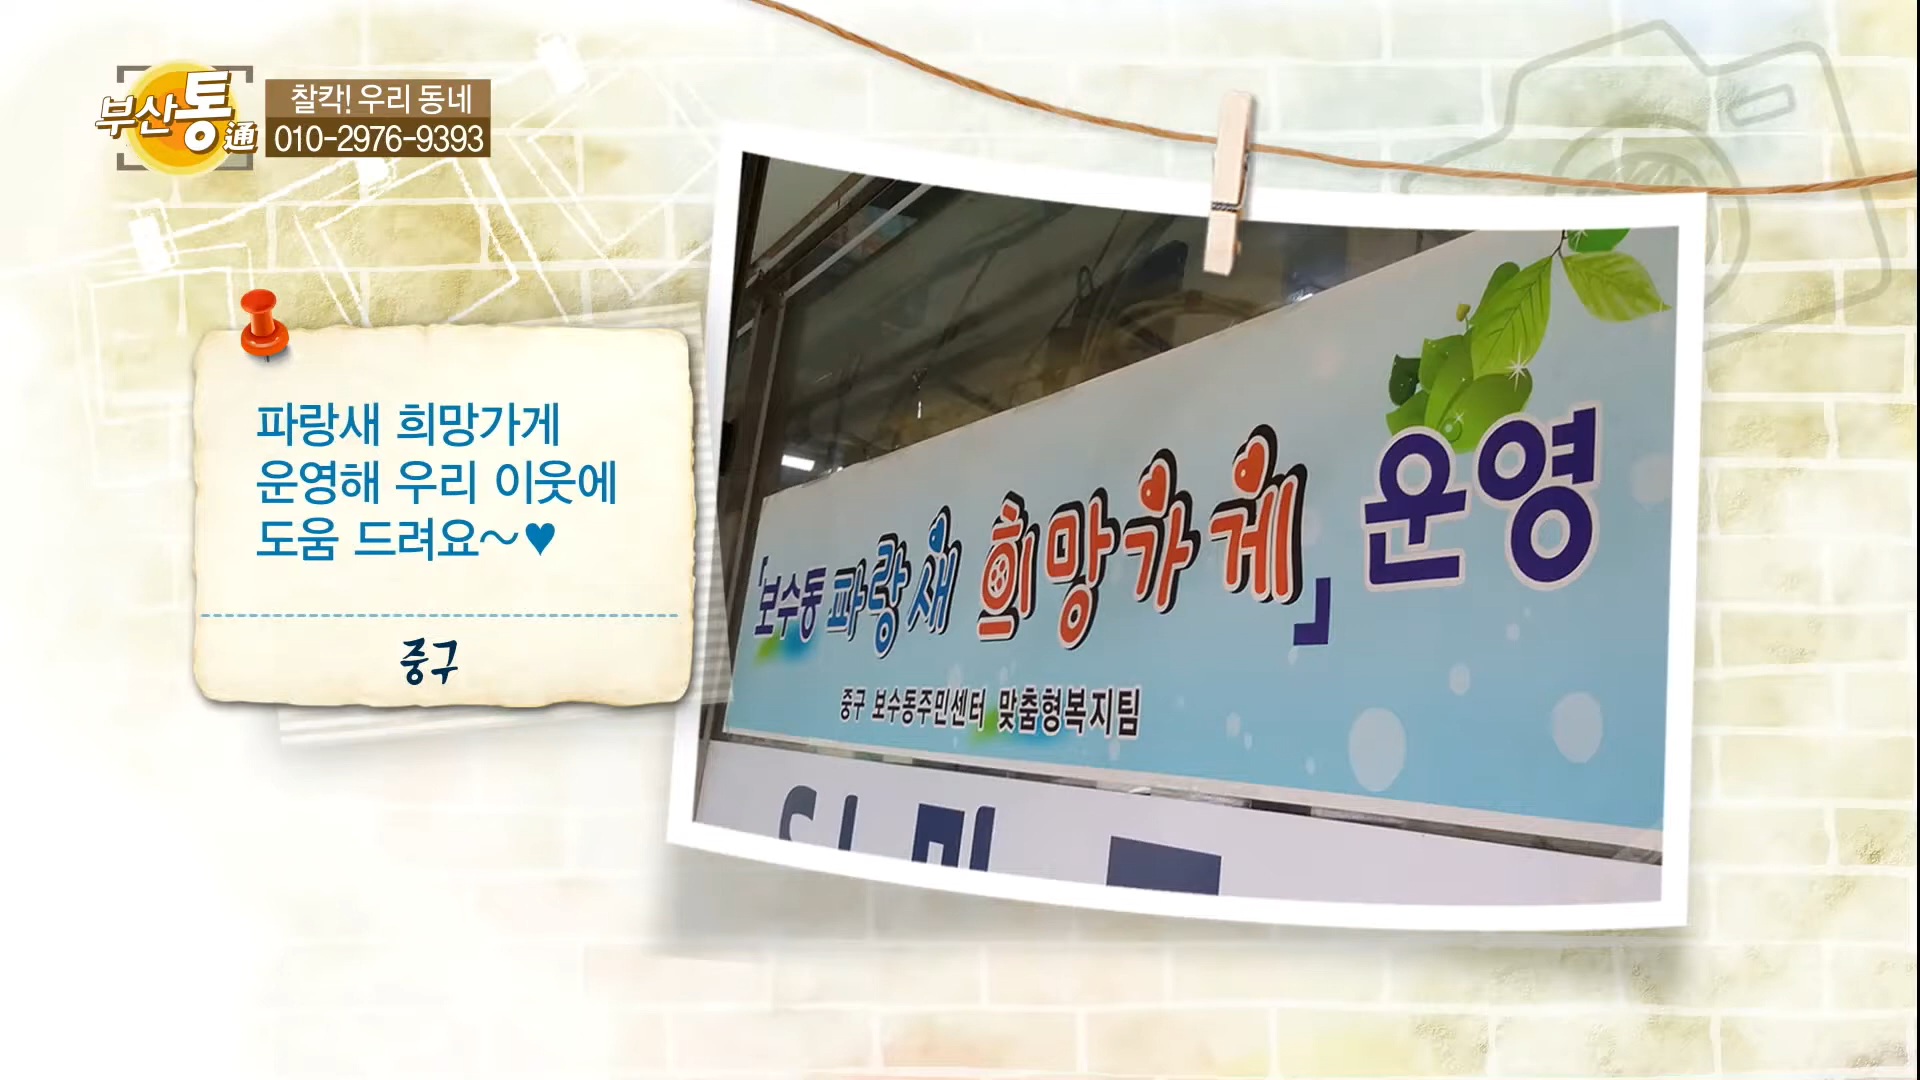 부산통通
찰칵! 우리 동네
010-2976-9393
파랑새 희망가게
운영해 우리 이웃에
도움 드려요~♥
중구
「보수동 파랑새 희망가게」 운영
중구 보수동주민센터 맞춤형복지팀